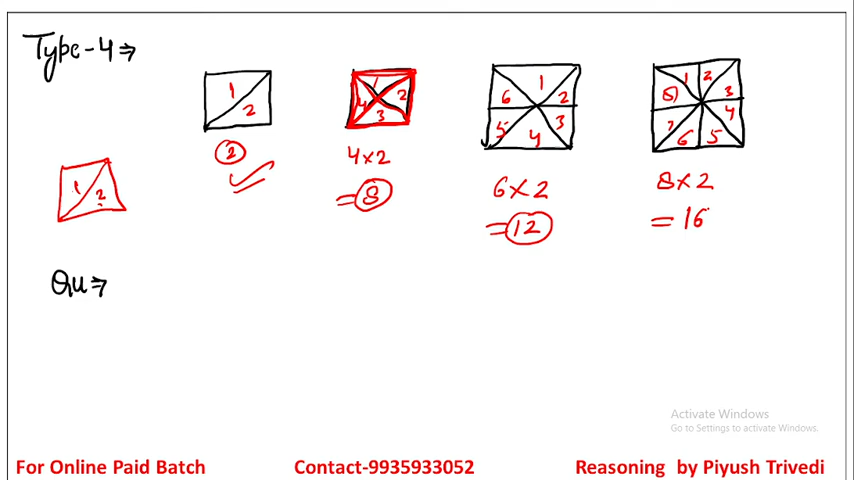 Type-4 ⇒
1 2
1 2 3 4
6 1 2 5 3 4
8 1 2 3 4 7 6 5
1 2
2
4×2
=8
6×2
=12
8×2
=16
Qu ⇒
Activate Windows
Go to Settings to activate Windows.
For Online Paid Batch Contact-9935933052 Reasoning by Piyush Trivedi